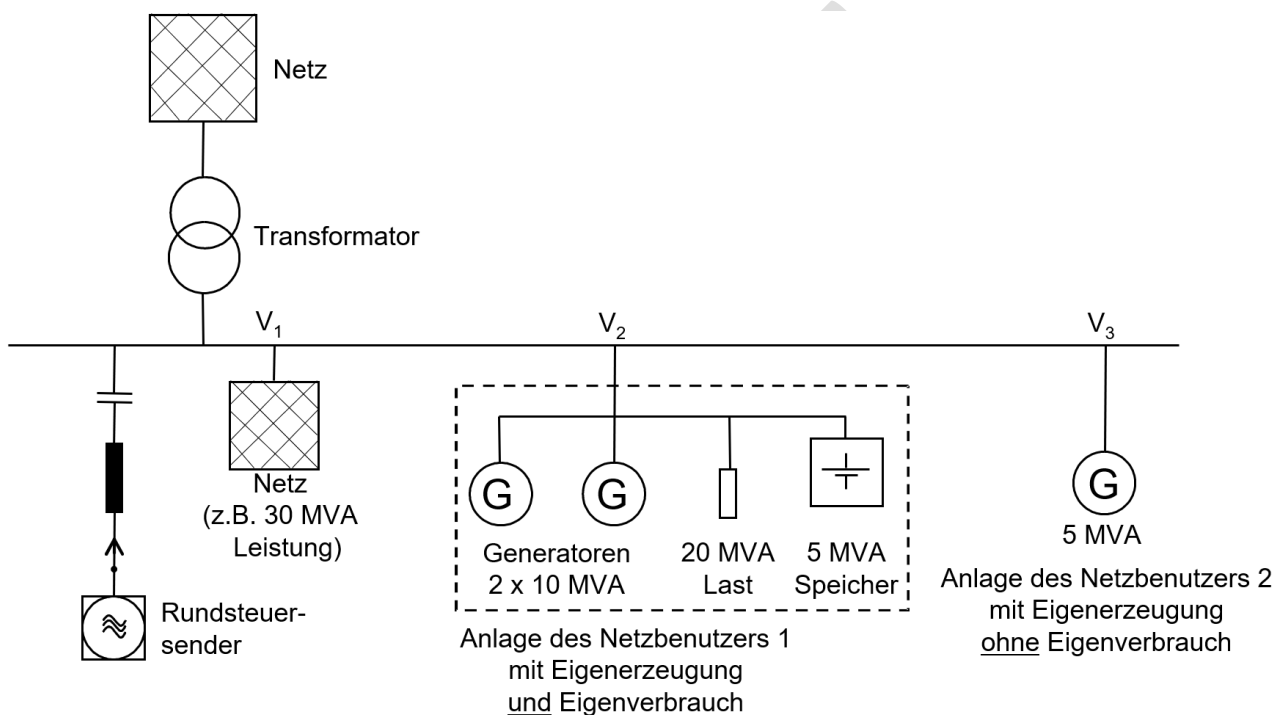 Netz
Transformator
V1
V2
V3
Netz
(z.B. 30 MVA
Leistung)
Rundsteuer-
sender
G
G
Generatoren
2 x 10 MVA
20 MVA
Last
5 MVA
Speicher
Anlage des Netzbenutzers 1
mit Eigenerzeugung
und Eigenverbrauch
G
5 MVA
Anlage des Netzbenutzers 2
mit Eigenerzeugung
ohne Eigenverbrauch